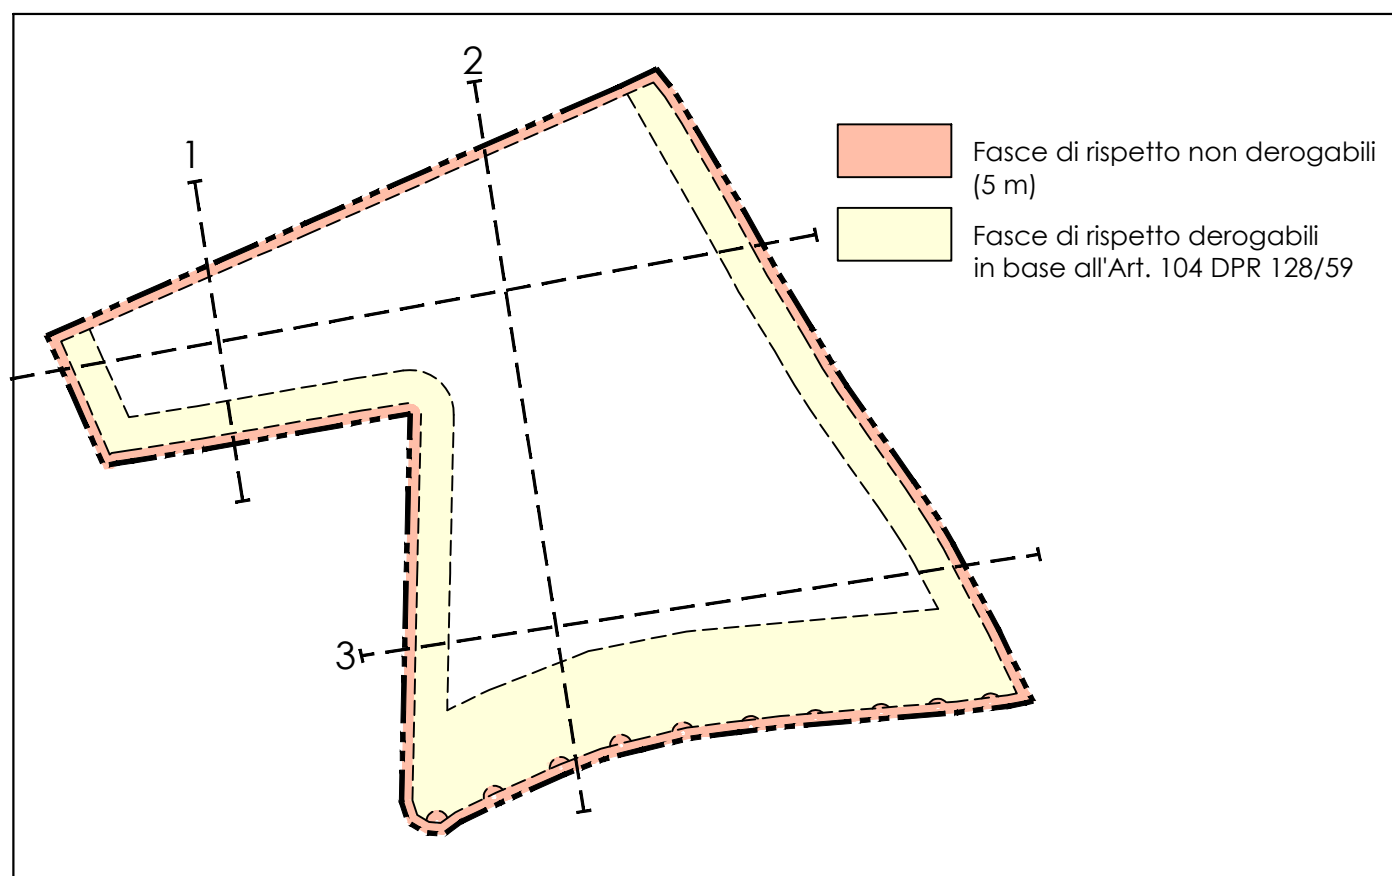 2
1
Fasce di rispetto non derogabili
(5 m)
Fasce di rispetto derogabili
in base all'Art. 104 DPR 128/59
3